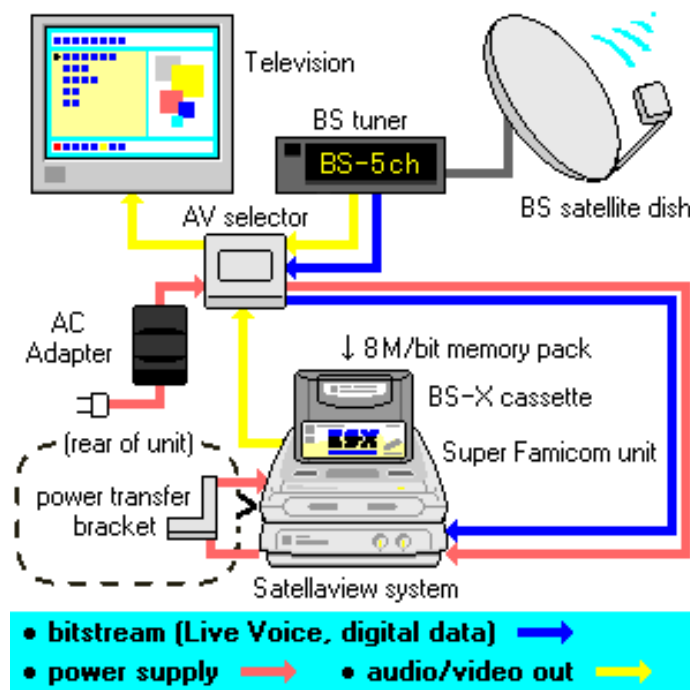 Television
BS tuner
BS-5ch
BS satellite dish
AV selector
AC
Adapter
↓ 8M/bit memory pack
BS-X cassette
BS-X
(rear of unit)
Super Famicom unit
power transfer
bracket
Satellaview system
• bitstream (Live Voice, digital data)
• power supply • audio/video out